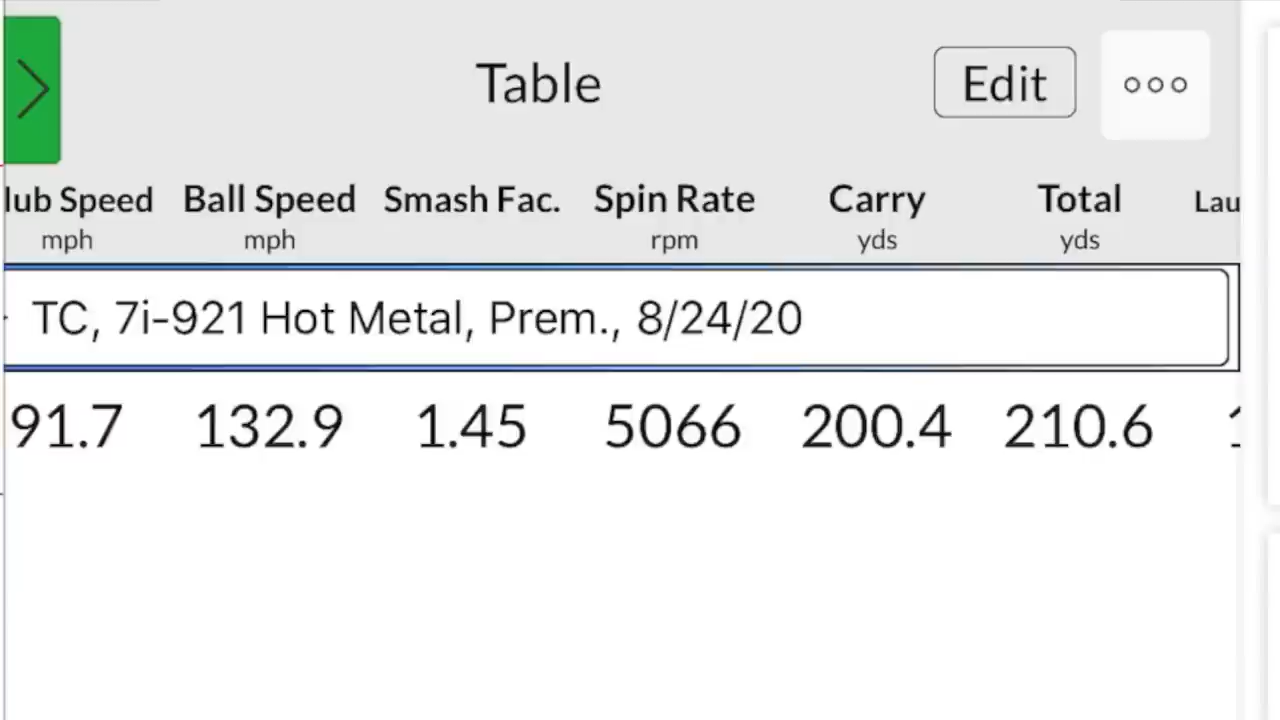 Table Edit
lub Speed Ball Speed Smash Fac. Spin Rate Carry Total Lau
mph mph rpm yds yds
TC, 7i-921 Hot Metal, Prem., 8/24/20
91.7 132.9 1.45 5066 200.4 210.6